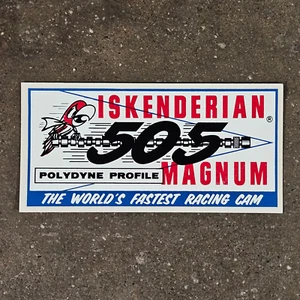 ISKENDERIAN®
505
POLYDYNE PROFILE
MAGNUM
THE WORLD'S FASTEST RACING CAM